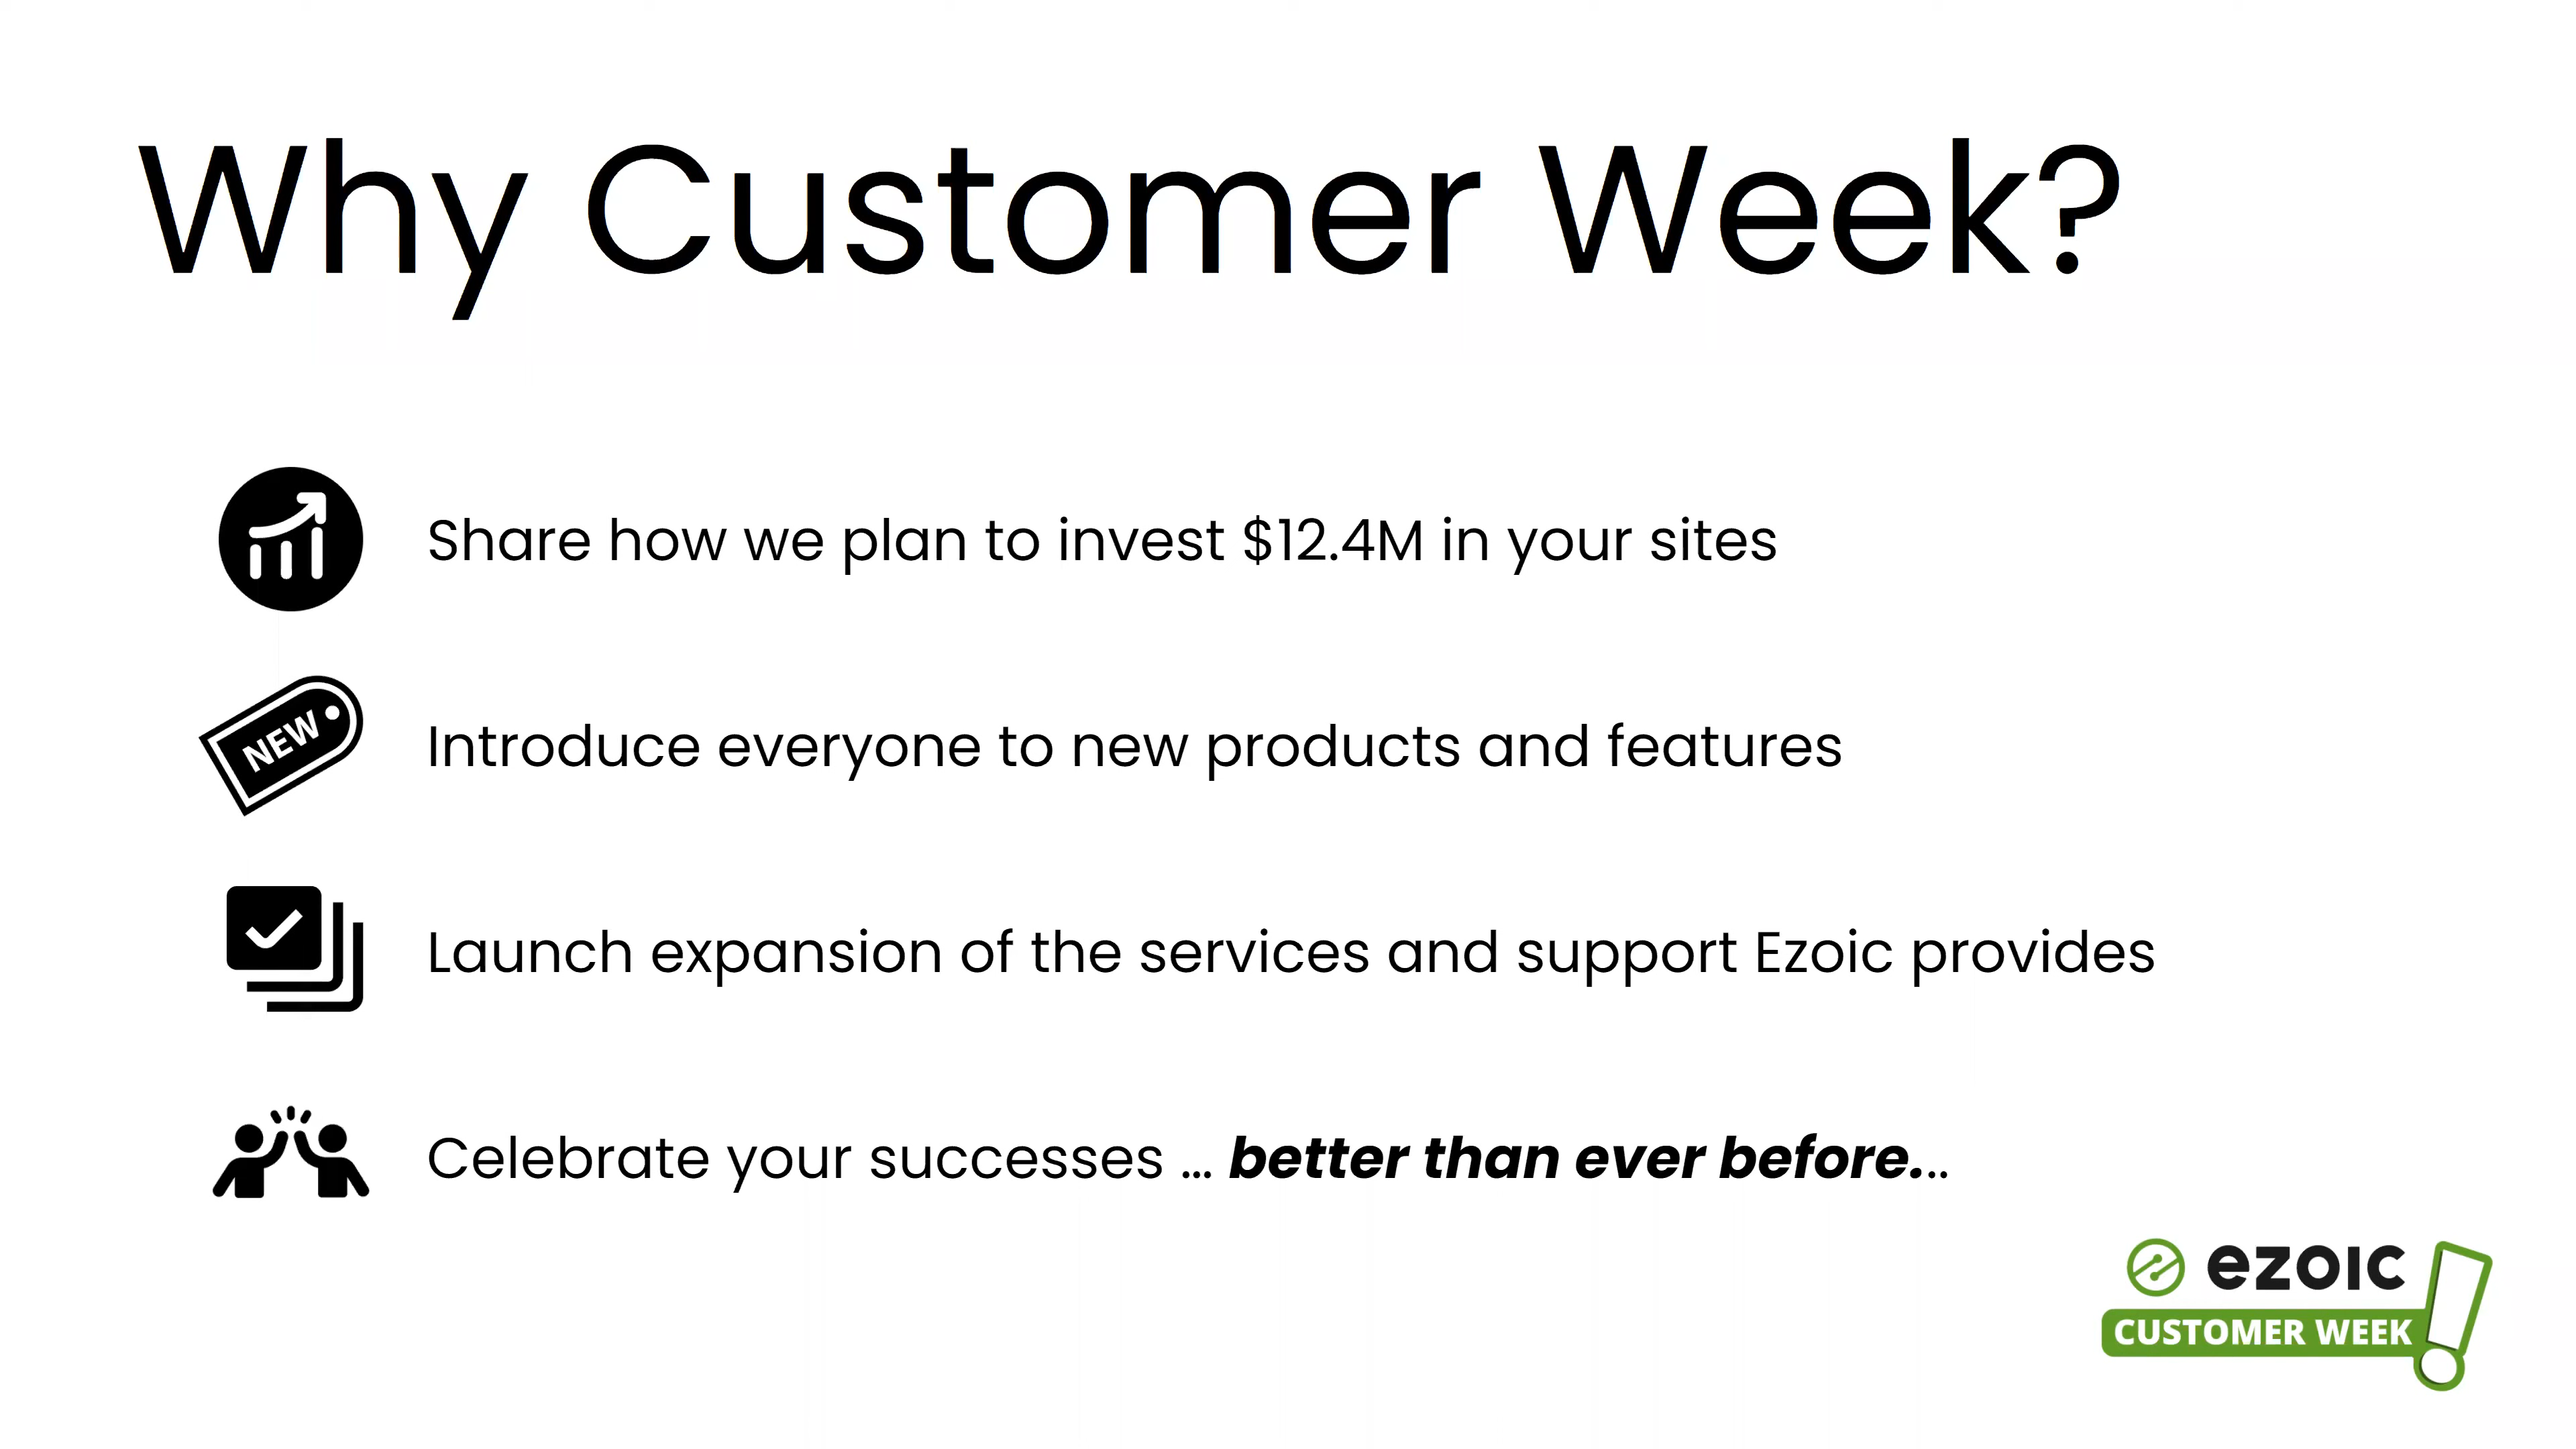 Why Customer Week?
Share how we plan to invest $12.4M in your sites
NEW
Introduce everyone to new products and features
Launch expansion of the services and support Ezoic provides
Celebrate your successes ... better than ever before...
ezoic
CUSTOMER WEEK